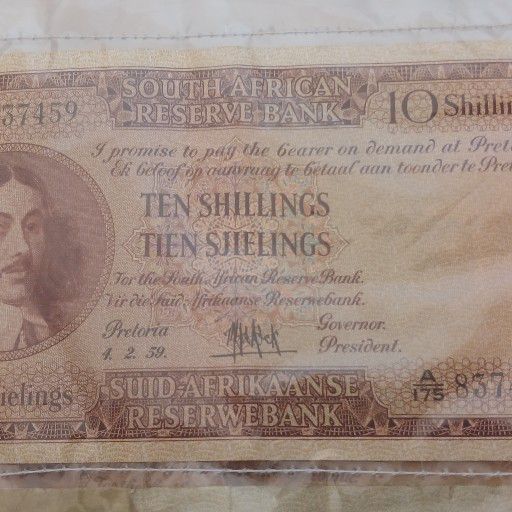 SOUTH AFRICAN
RESERVE BANK
37459
10 Shillin
I promise to pay the bearer on demand at Pret
Ek beloof op aanvraag te betaal aan toonder te Pre
TEN SHILLINGS
TIEN SJIELINGS
For the South African Reserve Bank.
Vir die Suid-Afrikaanse Reserwebank.
Pretoria
Governor.
1. 2. 59.
President.
ielings
SUID-AFRIKAANSE
RESERWEBANK
A/175 8374